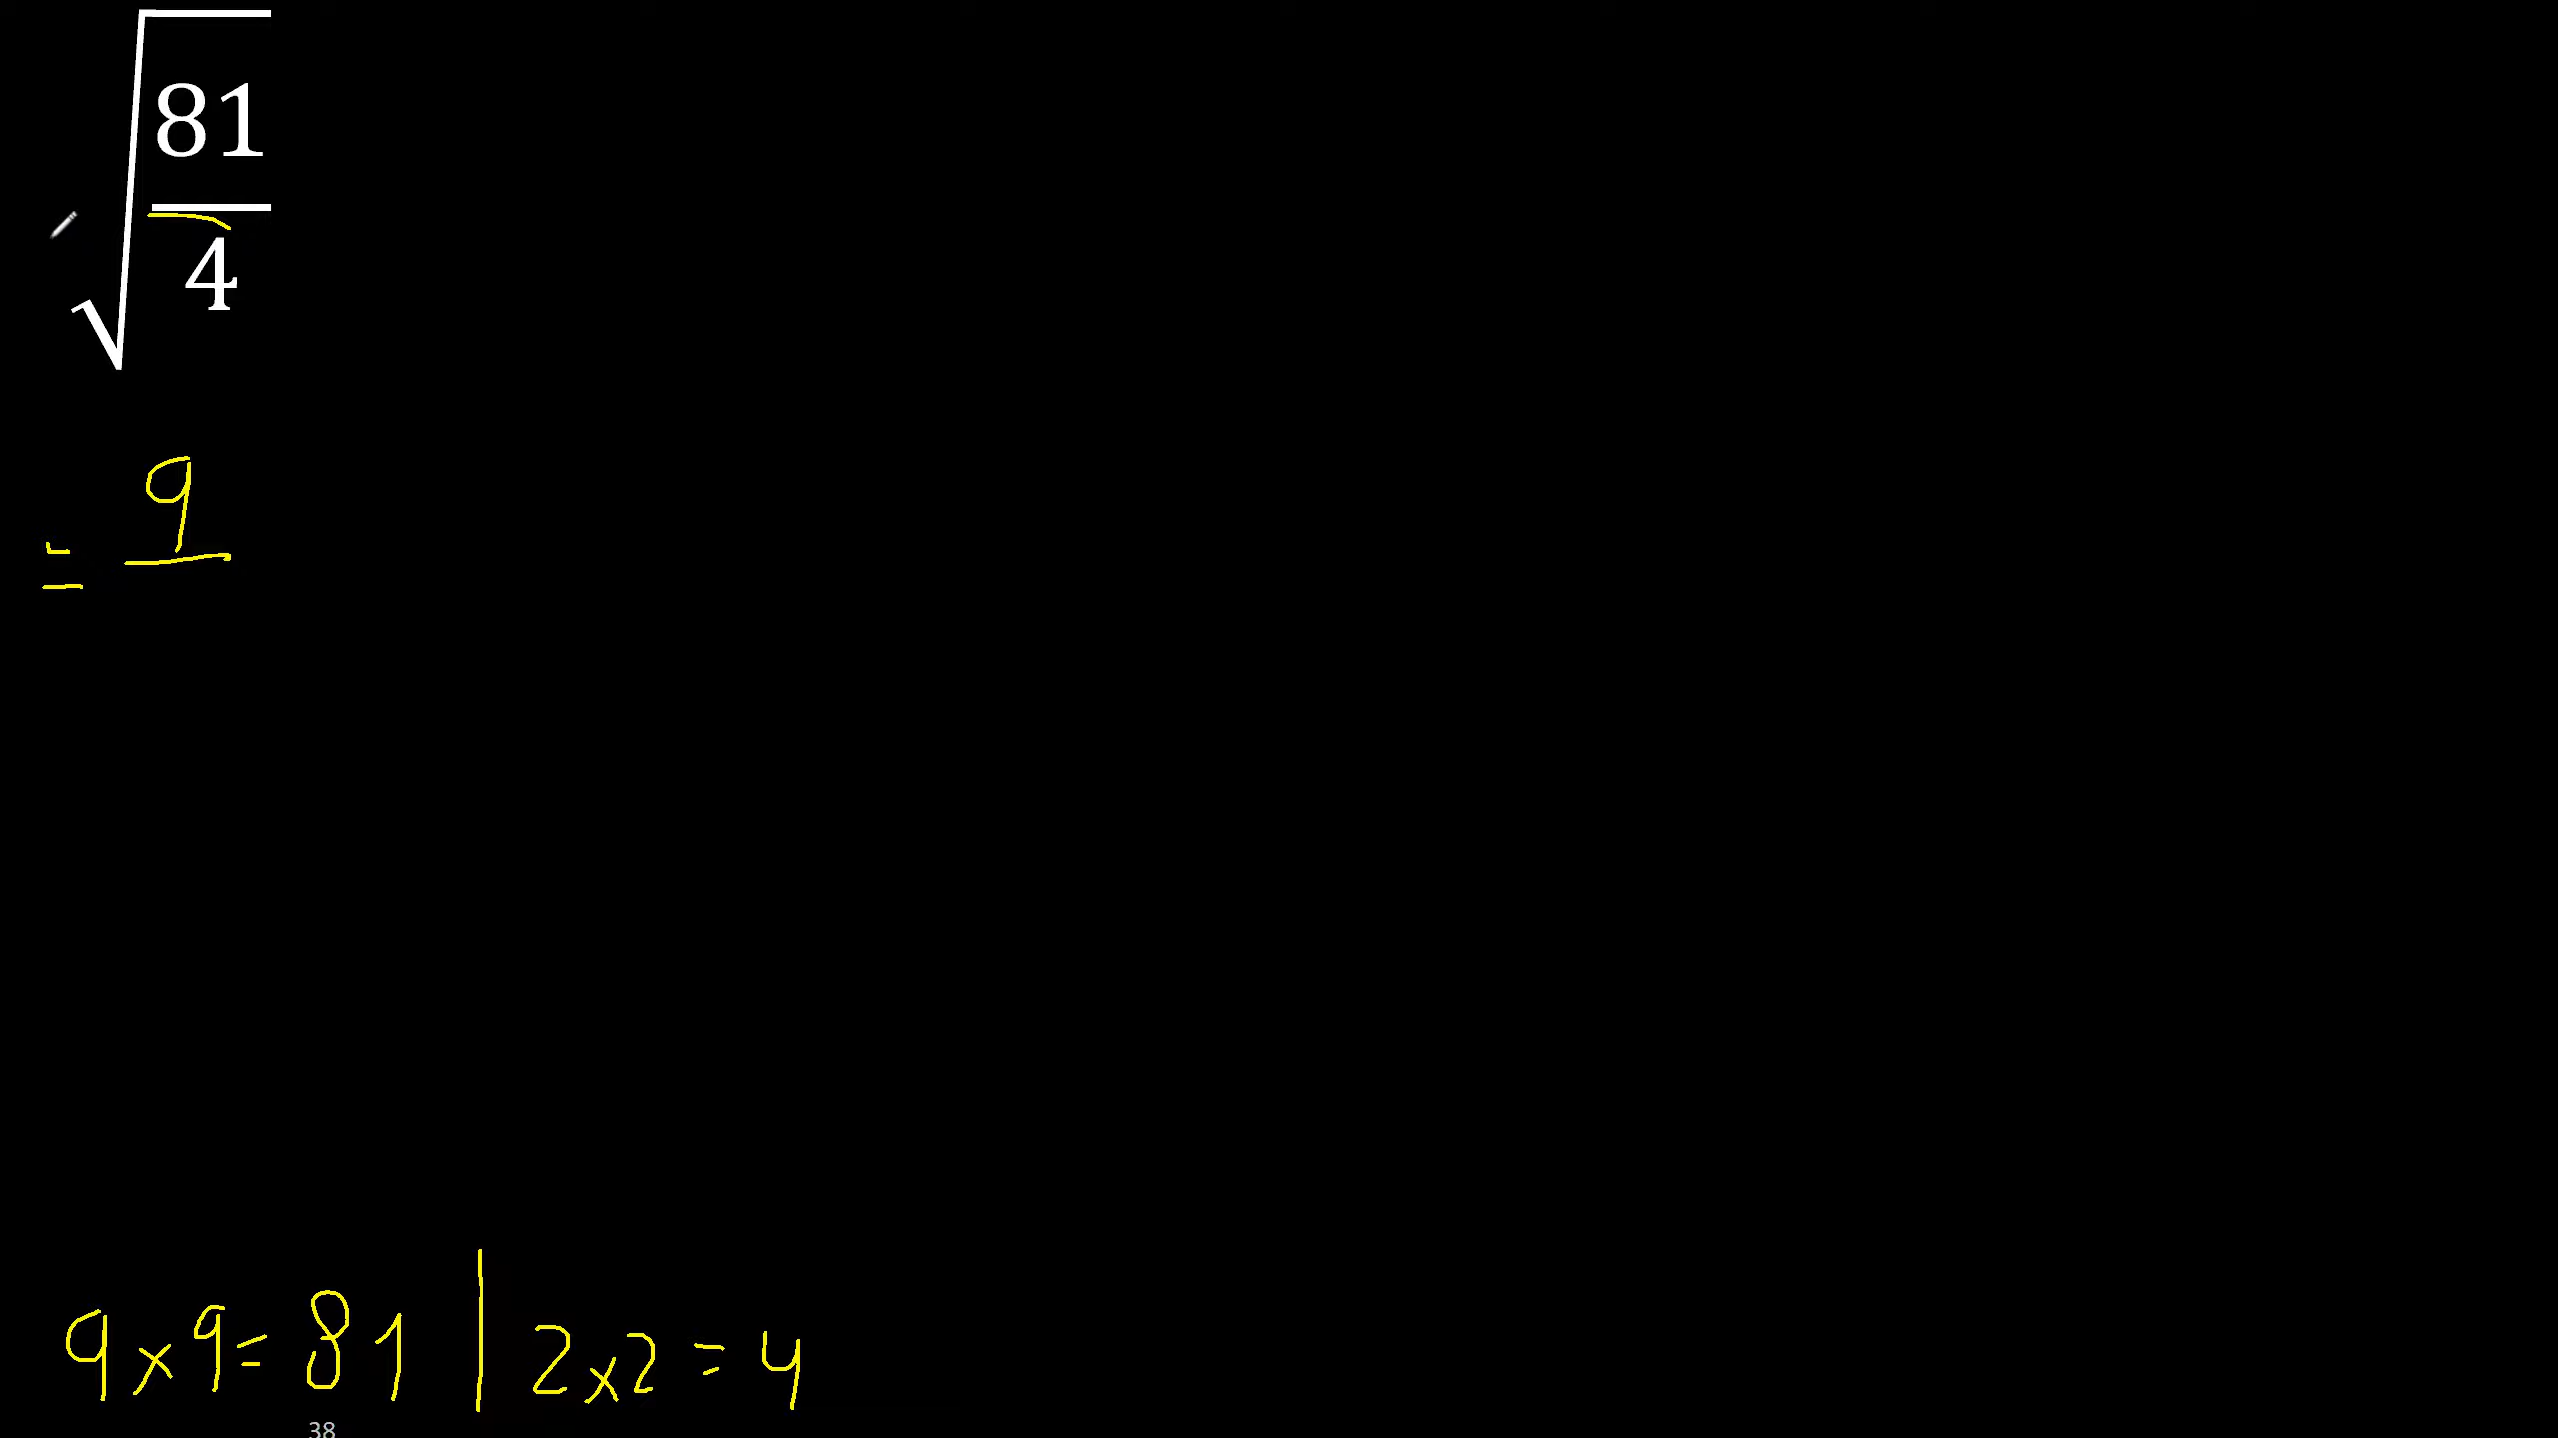 √81/4
= 9/
9x9=81 | 2x2=4
38